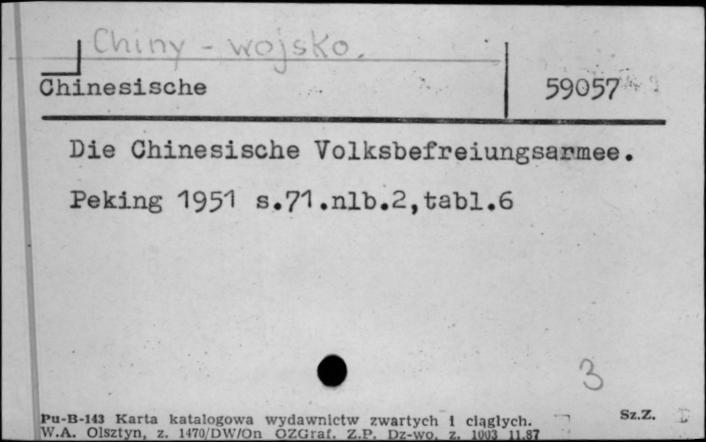 Chiny - wojsko.
Chinesische 59057
Die Chinesische Volksbefreiungsarmee.
Peking 1951 s.71.nlb.2,tabl.6
3
Pu-B-143 Karta katalogowa wydawnictw zwartych i ciągłych. Sz.Z.
W.A. Olsztyn, z. 1470/DW/On OZGraf. Z.P. Dz-wo, z. 1003 11.87